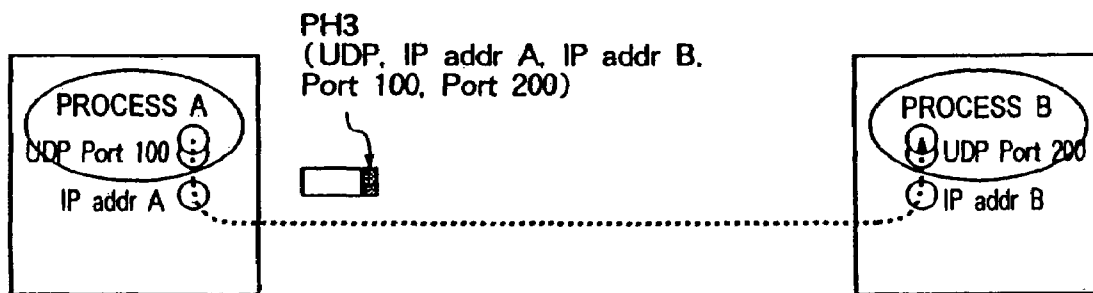 PH3
(UDP, IP addr A, IP addr B,
Port 100, Port 200)
PROCESS A
UDP Port 100
IP addr A
PROCESS B
UDP Port 200
IP addr B